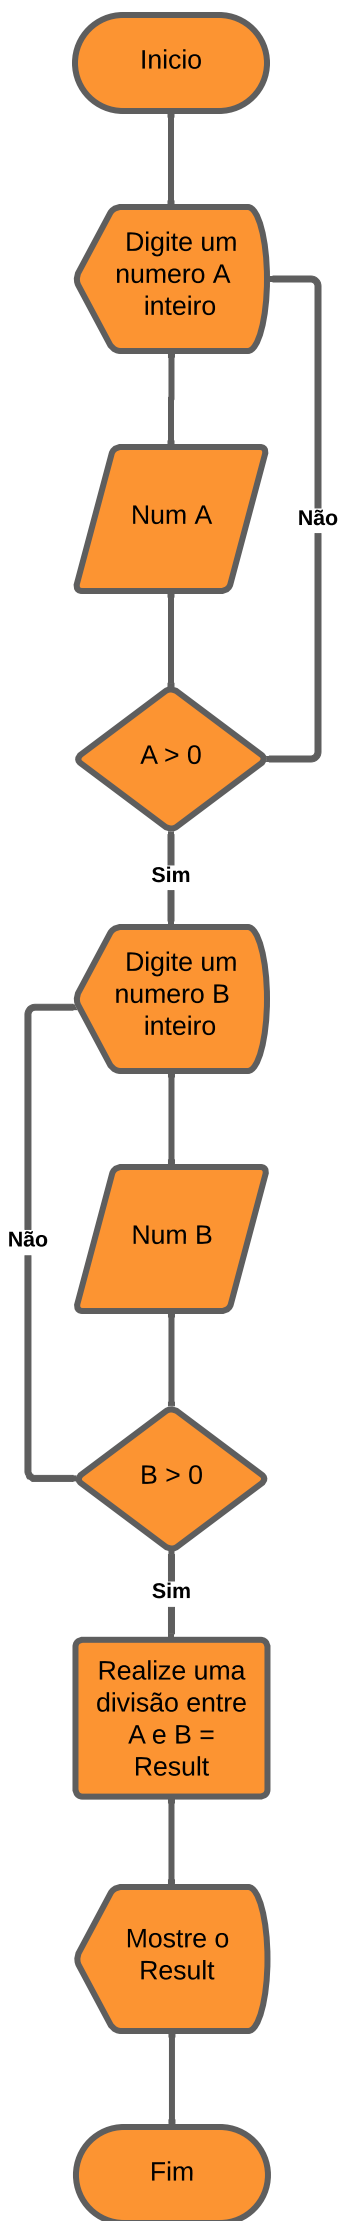 Inicio
Digite um
numero A
inteiro
Num A
Não
A > 0
Sim
Digite um
numero B
inteiro
Num B
Não
B > 0
Sim
Realize uma
divisão entre
A e B =
Result
Mostre o
Result
Fim